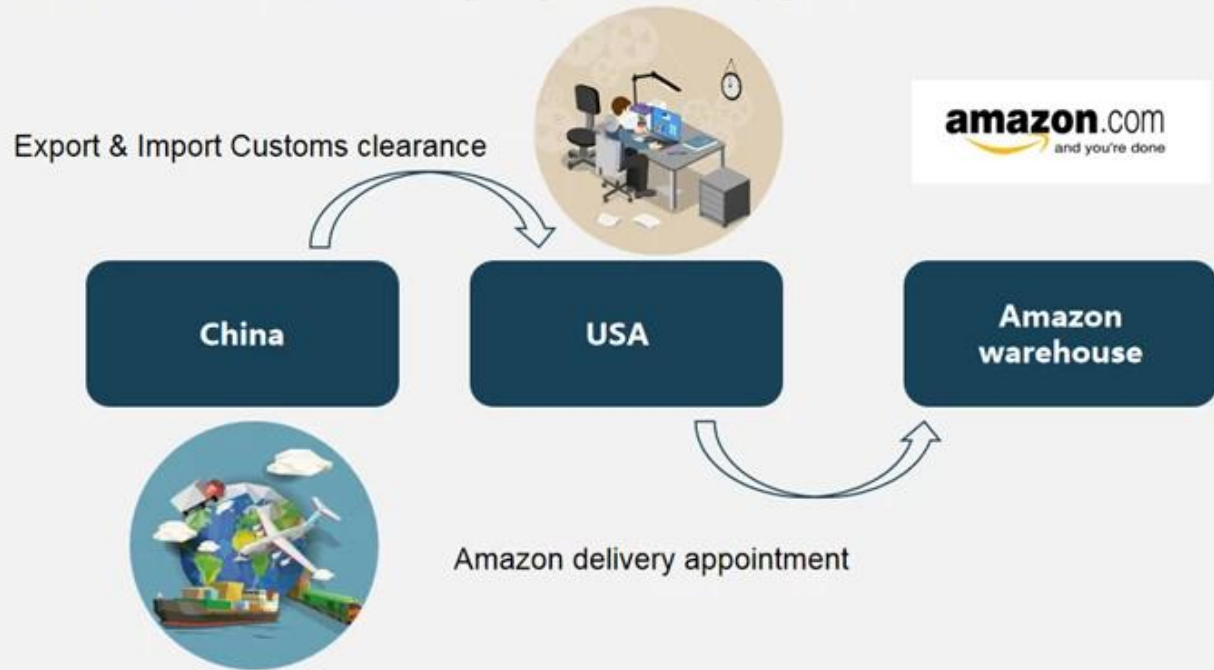 amazon.com
and you're done
Export & Import Customs clearance
China
USA
Amazon
warehouse
Amazon delivery appointment